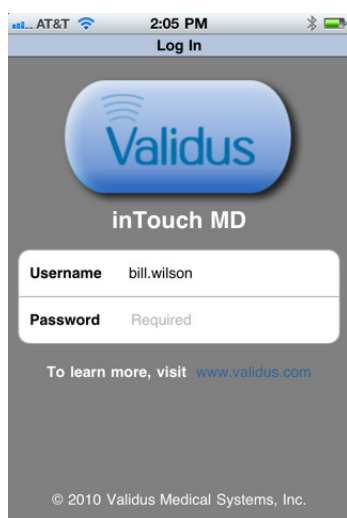 AT&T 2:05 PM
Log In
Validus
inTouch MD
Username bill.wilson
Password Required
To learn more, visit www.validus.com
© 2010 Validus Medical Systems, Inc.